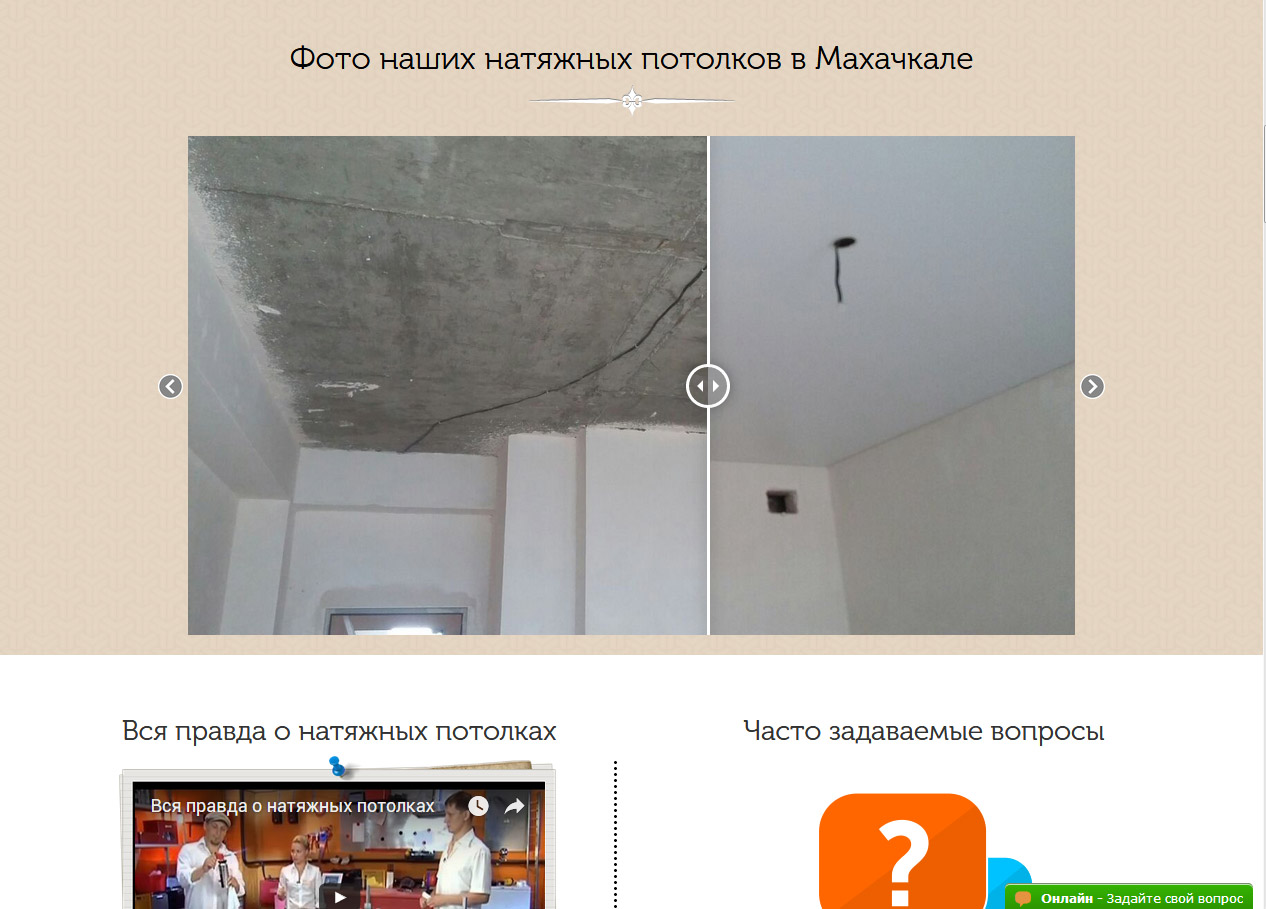 Фото наших натяжных потолков в Махачкале
Вся правда о натяжных потолках
Часто задаваемые вопросы
Вся правда о натяжных потолках
?
Онлайн - Задайте свой вопрос